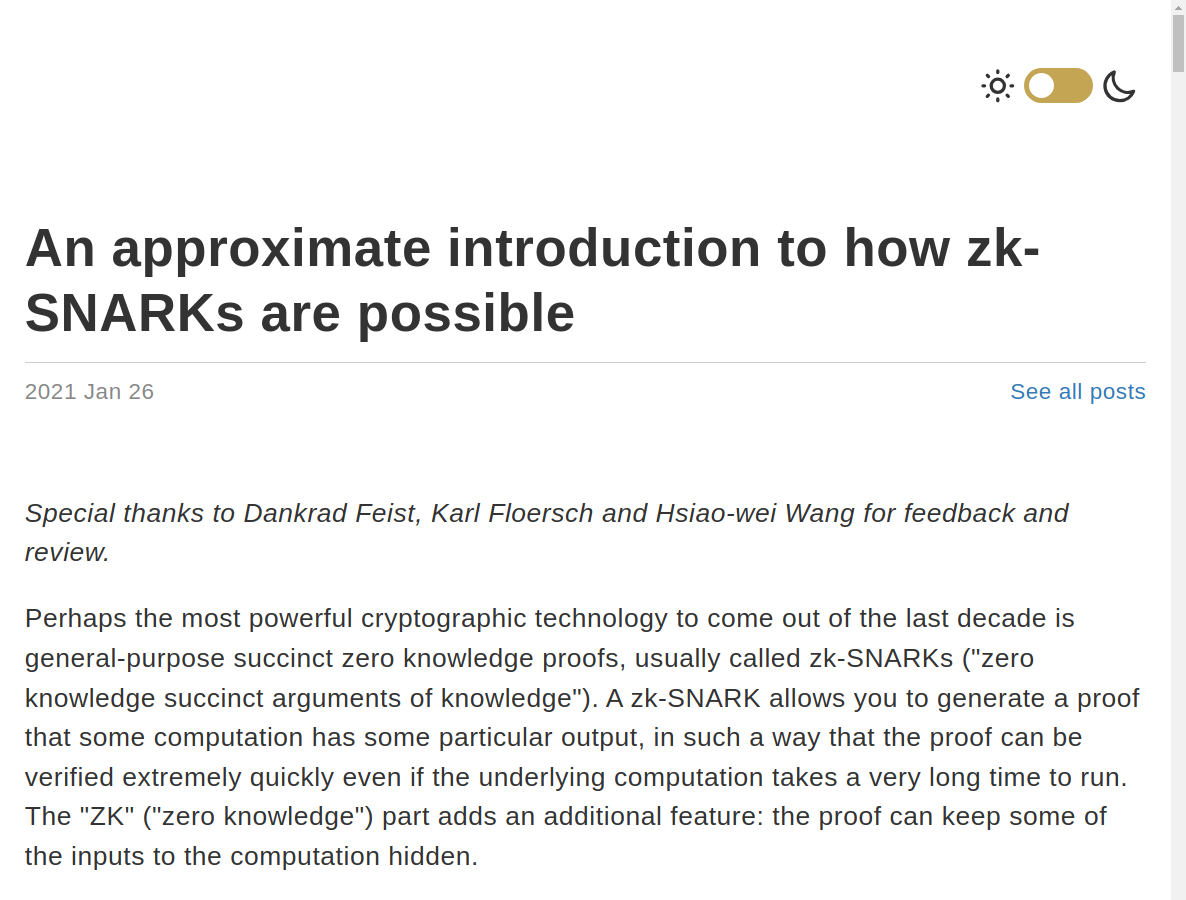 An approximate introduction to how zk-
SNARKs are possible
2021 Jan 26
See all posts
Special thanks to Dankrad Feist, Karl Floersch and Hsiao-wei Wang for feedback and
review.
Perhaps the most powerful cryptographic technology to come out of the last decade is
general-purpose succinct zero knowledge proofs, usually called zk-SNARKs ("zero
knowledge succinct arguments of knowledge"). A zk-SNARK allows you to generate a proof
that some computation has some particular output, in such a way that the proof can be
verified extremely quickly even if the underlying computation takes a very long time to run.
The "ZK" ("zero knowledge") part adds an additional feature: the proof can keep some of
the inputs to the computation hidden.